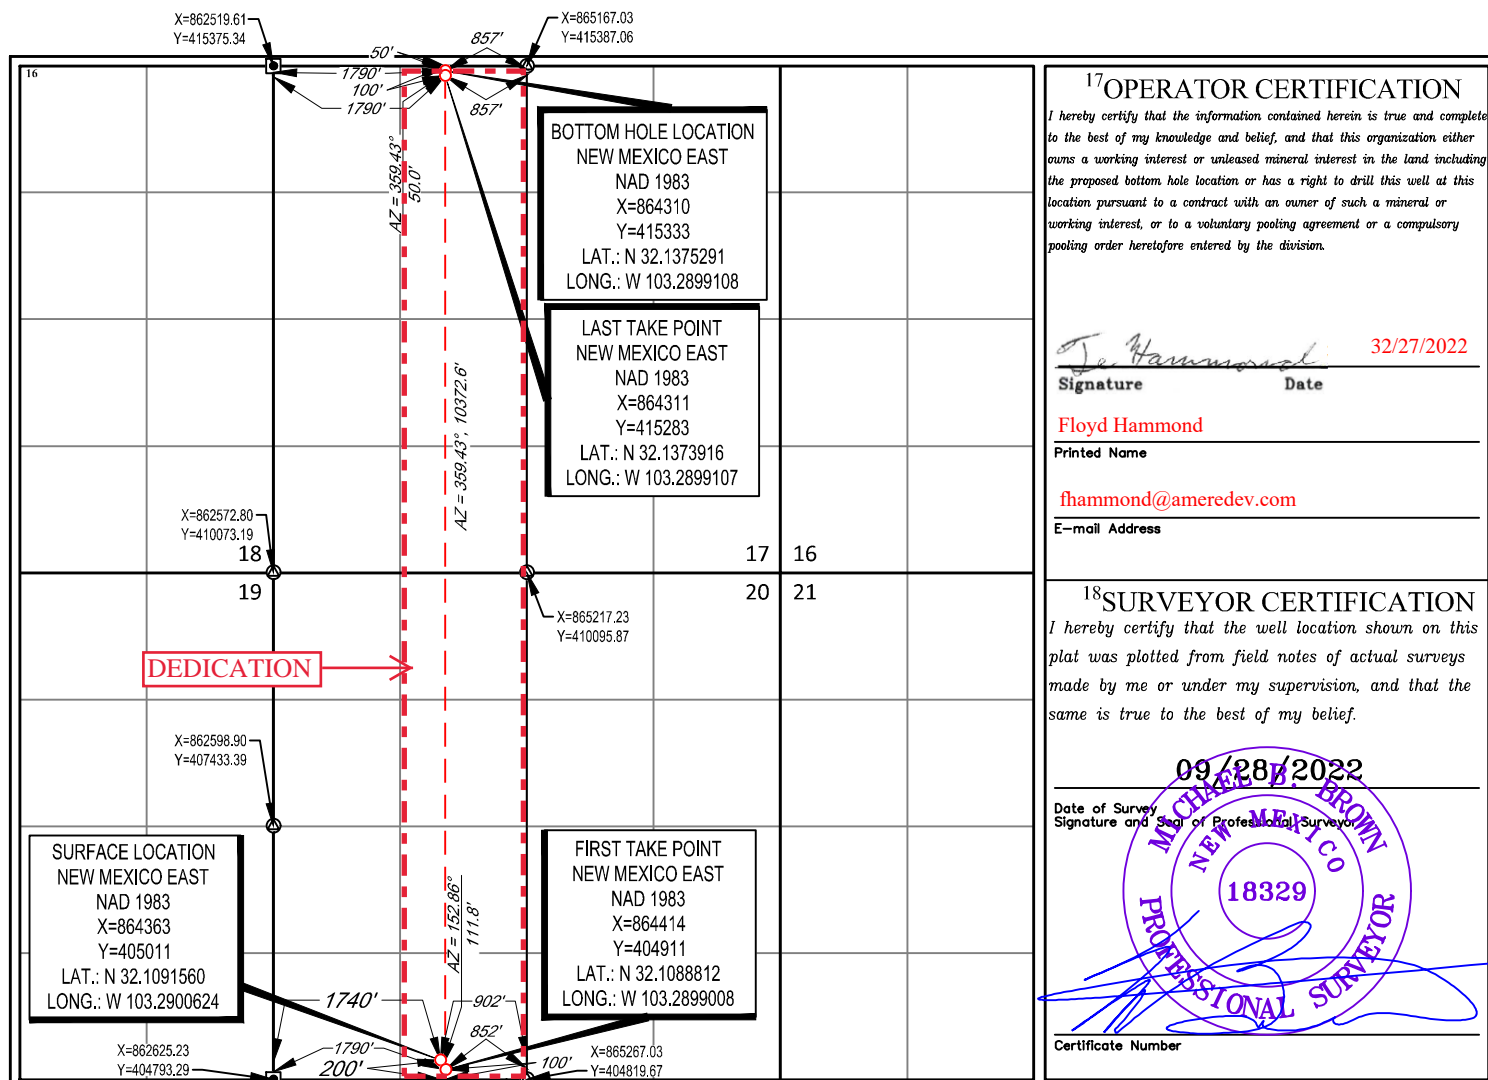 X=862519.61
Y=415375.34
X=865167.03
Y=415387.06
50'
857'
16
1790'
100'
1790'
857'
AZ = 359.43°
50.0'
BOTTOM HOLE LOCATION
NEW MEXICO EAST
NAD 1983
X=864310
Y=415333
LAT.: N 32.1375291
LONG.: W 103.2899108
LAST TAKE POINT
NEW MEXICO EAST
NAD 1983
X=864311
Y=415283
LAT.: N 32.1373916
LONG.: W 103.2899107
AZ = 359.43°, 10372.6'
X=862572.80
Y=410073.19
18
17
16
19
20
21
X=865217.23
Y=410095.87
DEDICATION
X=862598.90
Y=407433.39
SURFACE LOCATION
NEW MEXICO EAST
NAD 1983
X=864363
Y=405011
LAT.: N 32.1091560
LONG.: W 103.2900624
AZ = 152.86°
111.8'
FIRST TAKE POINT
NEW MEXICO EAST
NAD 1983
X=864414
Y=404911
LAT.: N 32.1088812
LONG.: W 103.2899008
1740'
902'
852'
1790'
200'
100'
X=862625.23
Y=404793.29
X=865267.03
Y=404819.67
17OPERATOR CERTIFICATION
I hereby certify that the information contained herein is true and complete
to the best of my knowledge and belief, and that this organization either
owns a working interest or unleased mineral interest in the land including
the proposed bottom hole location or has a right to drill this well at this
location pursuant to a contract with an owner of such a mineral or
working interest, or to a voluntary pooling agreement or a compulsory
pooling order heretofore entered by the division.
32/27/2022
Signature Date
Floyd Hammond
Printed Name
fhammond@ameredev.com
E-mail Address
18SURVEYOR CERTIFICATION
I hereby certify that the well location shown on this
plat was plotted from field notes of actual surveys
made by me or under my supervision, and that the
same is true to the best of my belief.
09/28/2022
Date of Survey
Signature and Seal of Professional Surveyor
MICHAEL B. BROWN
NEW MEXICO
18329
PROFESSIONAL SURVEYOR
Certificate Number